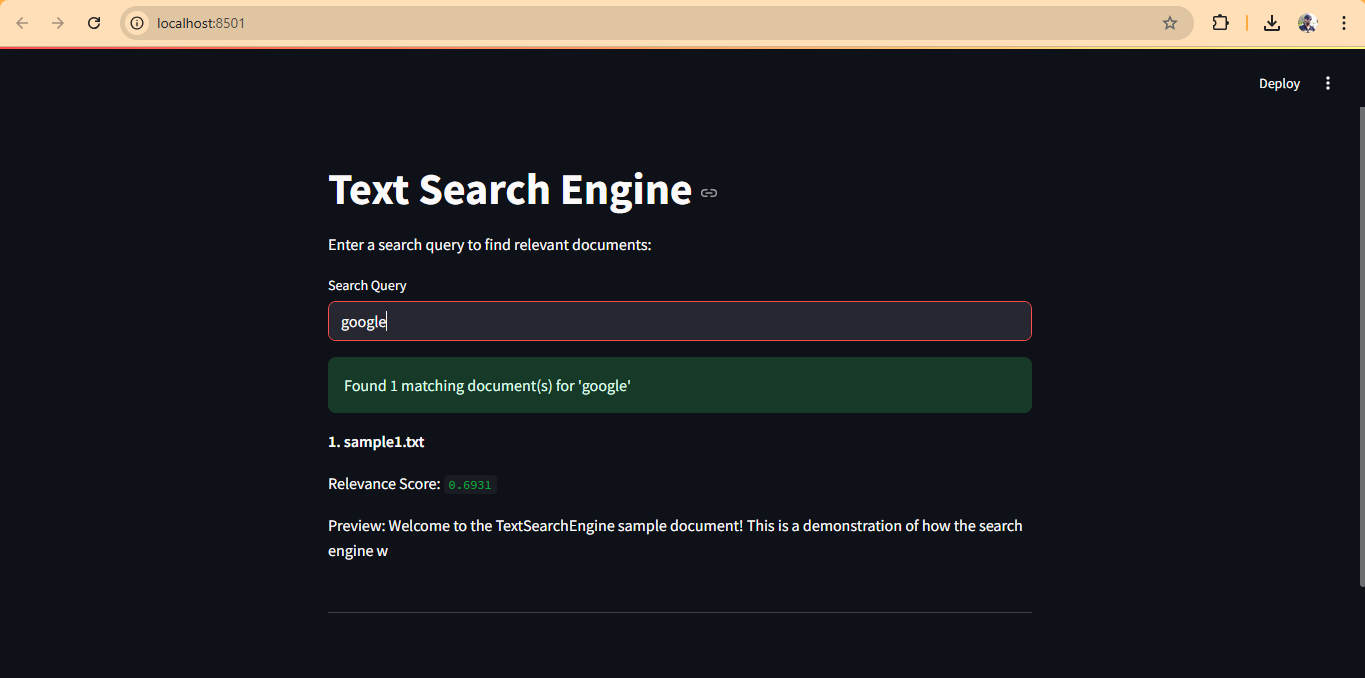 localhost:8501
Deploy
Text Search Engine
Enter a search query to find relevant documents:
Search Query
google
Found 1 matching document(s) for 'google'
1. sample1.txt
Relevance Score: 0.6931
Preview: Welcome to the TextSearchEngine sample document! This is a demonstration of how the search
engine w